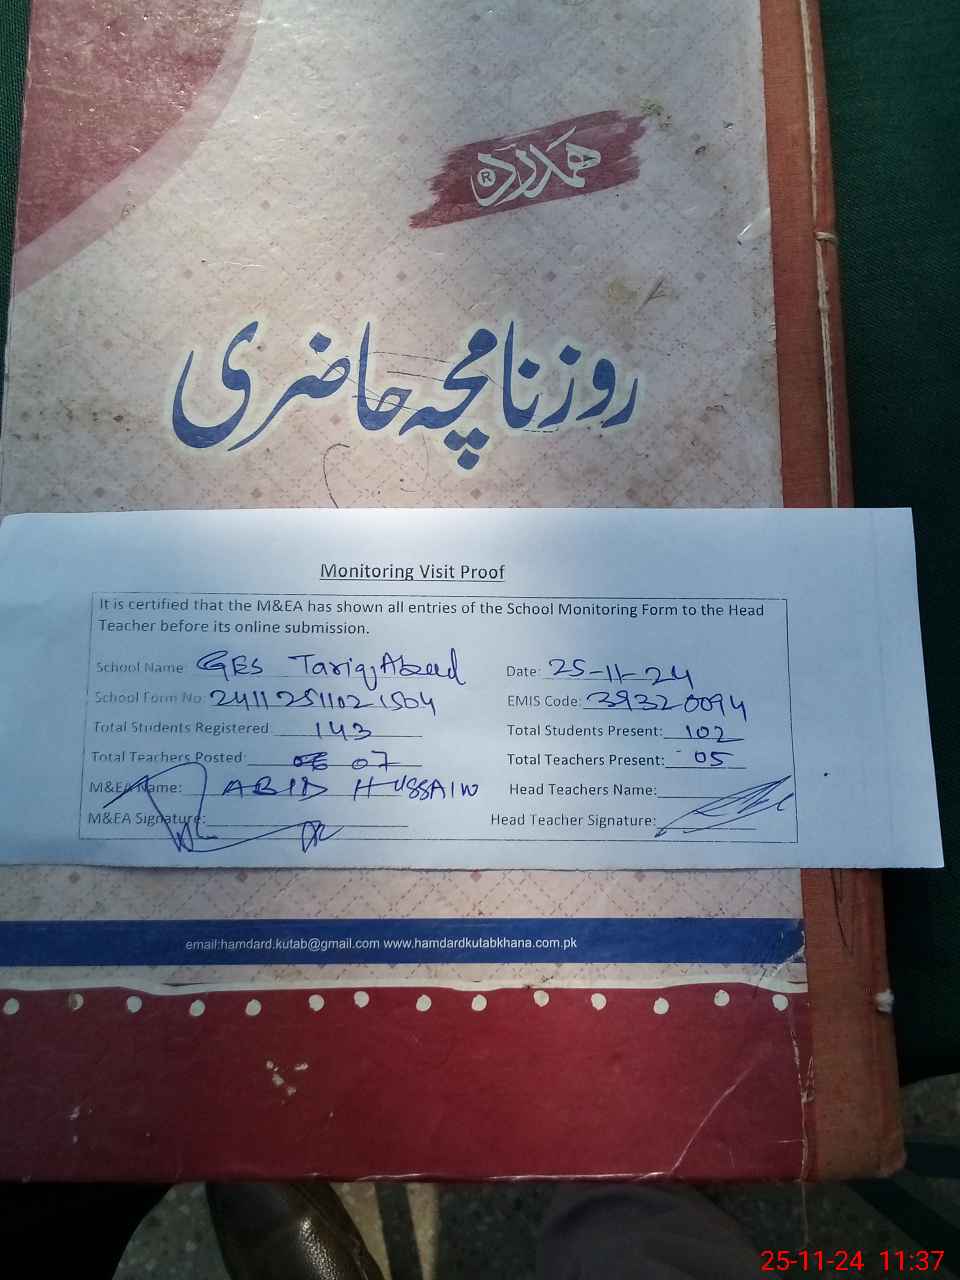 ہمدرد ®
روزنامچہ حاضری
Monitoring Visit Proof
It is certified that the M&EA has shown all entries of the School Monitoring Form to the Head
Teacher before its online submission.
School Name: GES Tariq Abaad Date: 25-11-24
School Form No: 24112511021504 EMIS Code: 39320094
Total Students Registered: 143 Total Students Present: 102
Total Teachers Posted: 07 Total Teachers Present: 05
M&EA Name: ABID HUSSAIN Head Teachers Name:
M&EA Signature: Head Teacher Signature:
email:hamdard.kutab@gmail.com www.hamdardkutabkhana.com.pk
25-11-24 11:37